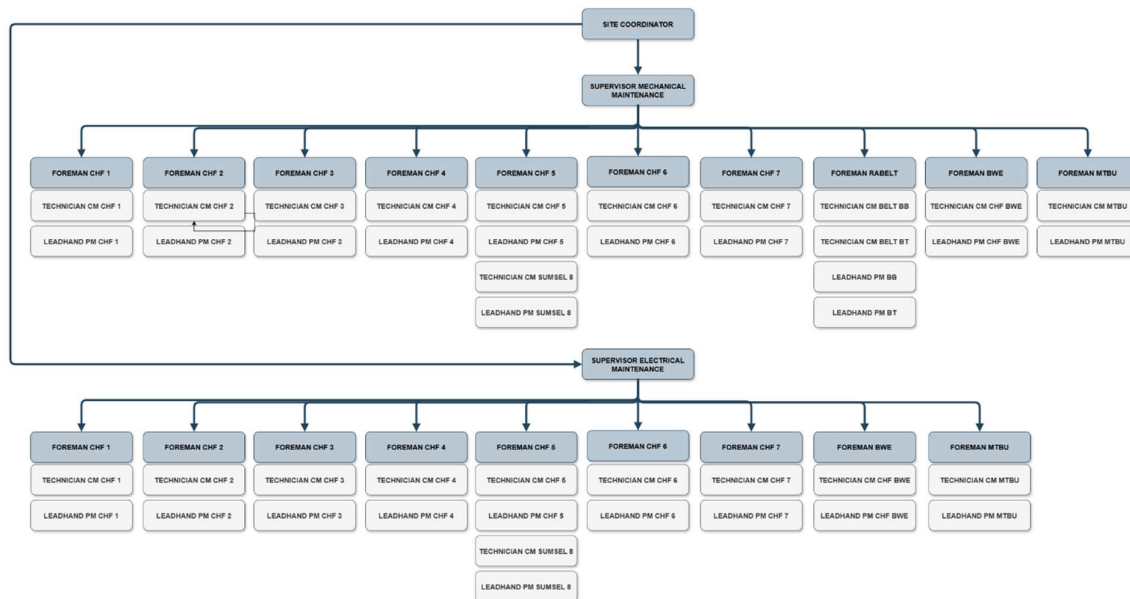 SITE COORDINATOR
SUPERVISOR MECHANICAL
MAINTENANCE
FOREMAN CHF 1
FOREMAN CHF 2
FOREMAN CHF 3
FOREMAN CHF 4
FOREMAN CHF 5
FOREMAN CHF 6
FOREMAN CHF 7
FOREMAN RABELT
FOREMAN BWE
FOREMAN MTBU
TECHNICIAN CM CHF 1
TECHNICIAN CM CHF 2
TECHNICIAN CM CHF 3
TECHNICIAN CM CHF 4
TECHNICIAN CM CHF 5
TECHNICIAN CM CHF 6
TECHNICIAN CM CHF 7
TECHNICIAN CM BELT BB
TECHNICIAN CM CHF BWE
TECHNICIAN CM MTBU
LEADHAND PM CHF 1
LEADHAND PM CHF 2
LEADHAND PM CHF 3
LEADHAND PM CHF 4
LEADHAND PM CHF 5
LEADHAND PM CHF 6
LEADHAND PM CHF 7
TECHNICIAN CM BELT BT
LEADHAND PM CHF BWE
LEADHAND PM MTBU
TECHNICIAN CM SUMSEL 8
LEADHAND PM BB
LEADHAND PM SUMSEL 8
LEADHAND PM BT
SUPERVISOR ELECTRICAL
MAINTENANCE
FOREMAN CHF 1
FOREMAN CHF 2
FOREMAN CHF 3
FOREMAN CHF 4
FOREMAN CHF 5
FOREMAN CHF 6
FOREMAN CHF 7
FOREMAN BWE
FOREMAN MTBU
TECHNICIAN CM CHF 1
TECHNICIAN CM CHF 2
TECHNICIAN CM CHF 3
TECHNICIAN CM CHF 4
TECHNICIAN CM CHF 5
TECHNICIAN CM CHF 6
TECHNICIAN CM CHF 7
TECHNICIAN CM CHF BWE
TECHNICIAN CM MTBU
LEADHAND PM CHF 1
LEADHAND PM CHF 2
LEADHAND PM CHF 3
LEADHAND PM CHF 4
LEADHAND PM CHF 5
LEADHAND PM CHF 6
LEADHAND PM CHF 7
LEADHAND PM CHF BWE
LEADHAND PM MTBU
TECHNICIAN CM SUMSEL 8
LEADHAND PM SUMSEL 8